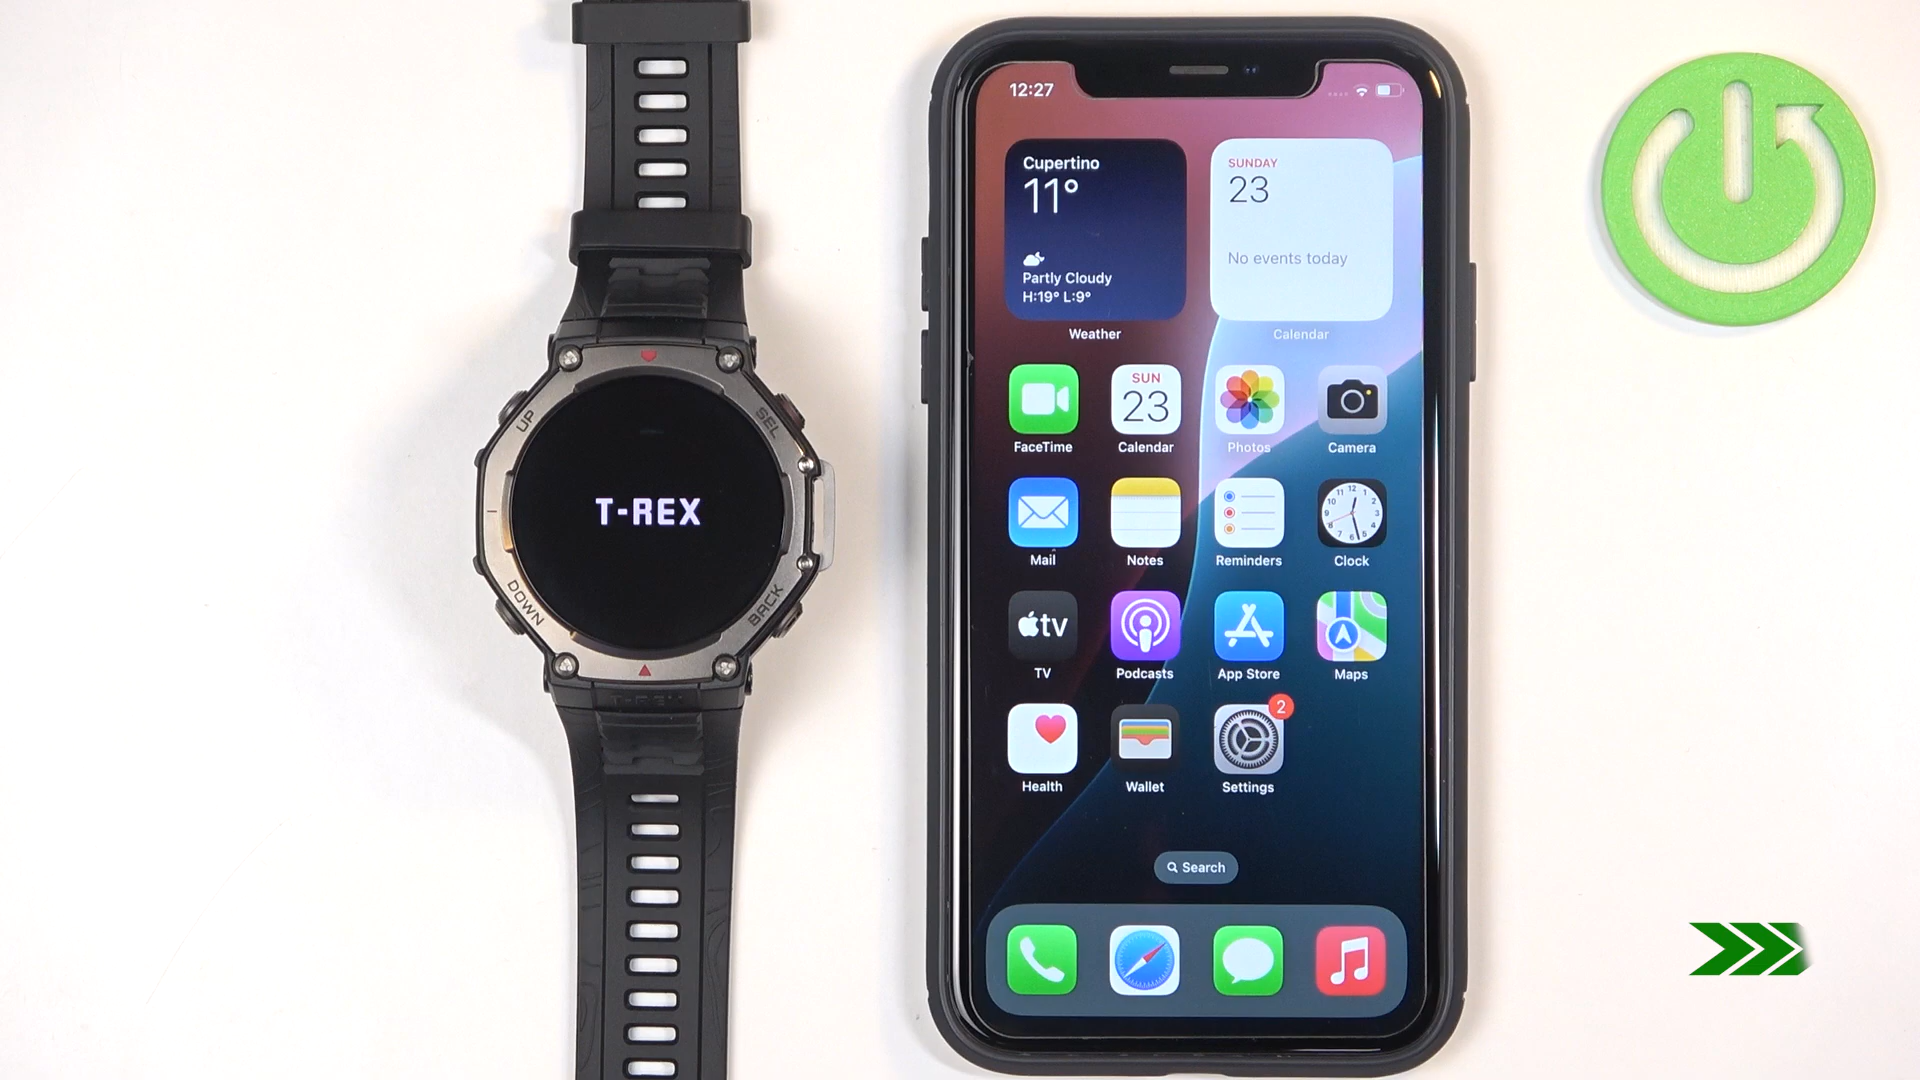 UP
SEL
T-REX
DOWN
BACK
T-REX
12:27
Cupertino
11°
Partly Cloudy
H:19° L:9°
Weather
SUNDAY
23
No events today
Calendar
FaceTime
SUN
23
Calendar
Photos
Camera
Mail
Notes
Reminders
Clock
tv
TV
Podcasts
App Store
Maps
Health
Wallet
2
Settings
Search